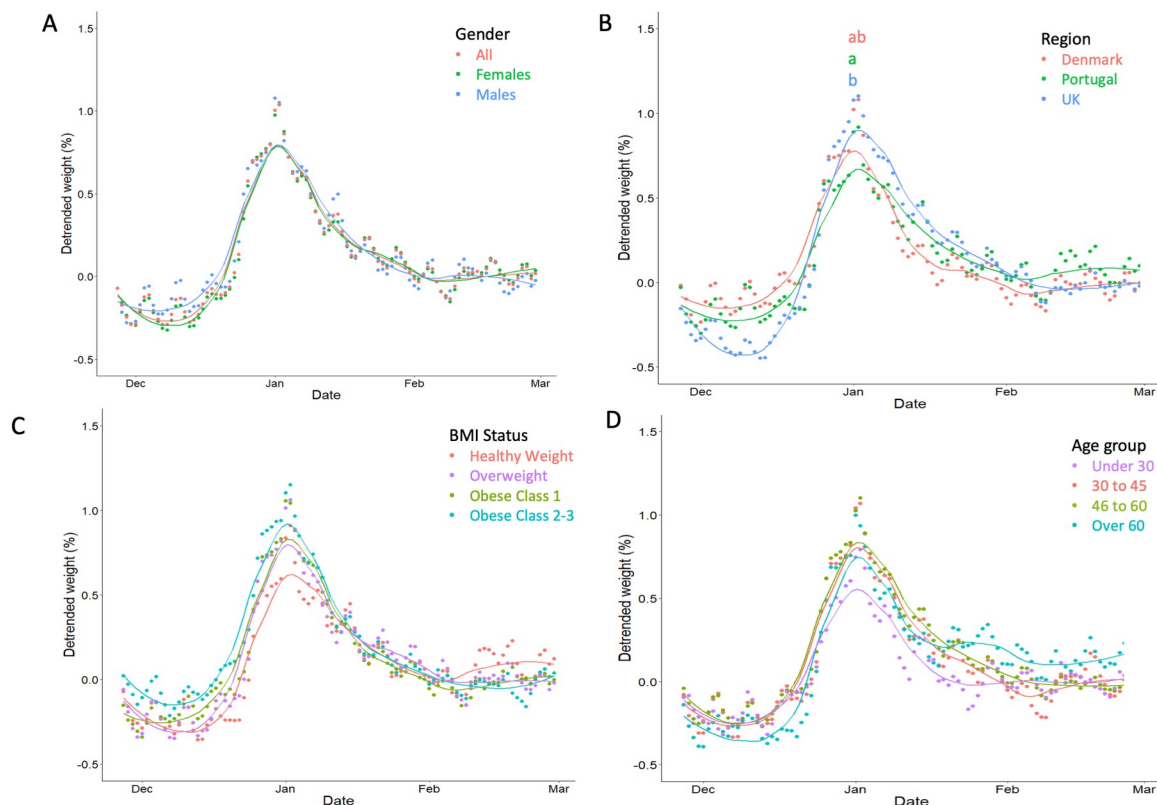 A
Gender
All
Females
Males
1.5
1.0
0.5
0.0
-0.5
Detrended weight (%)
Dec
Jan
Feb
Mar
Date
B
ab
a
b
Region
Denmark
Portugal
UK
1.5
1.0
0.5
0.0
-0.5
Detrended weight (%)
Dec
Jan
Feb
Mar
Date
C
BMI Status
Healthy Weight
Overweight
Obese Class 1
Obese Class 2-3
1.5
1.0
0.5
0.0
-0.5
Detrended weight (%)
Dec
Jan
Feb
Mar
Date
D
Age group
Under 30
30 to 45
46 to 60
Over 60
1.5
1.0
0.5
0.0
-0.5
Detrended weight (%)
Dec
Jan
Feb
Mar
Date